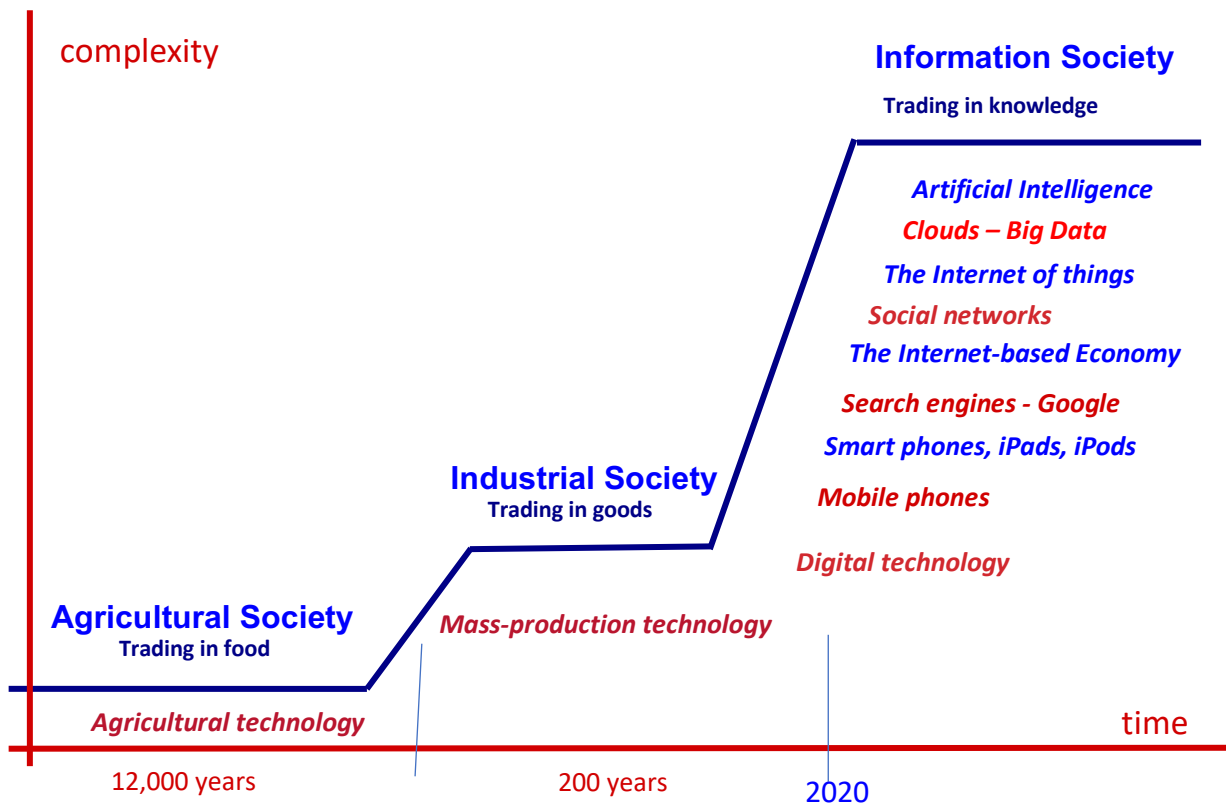 complexity
Information Society
Trading in knowledge
Artificial Intelligence
Clouds – Big Data
The Internet of things
Social networks
The Internet-based Economy
Search engines - Google
Smart phones, iPads, iPods
Industrial Society
Trading in goods
Mobile phones
Digital technology
Agricultural Society
Trading in food
Mass-production technology
Agricultural technology
time
12,000 years
200 years
2020